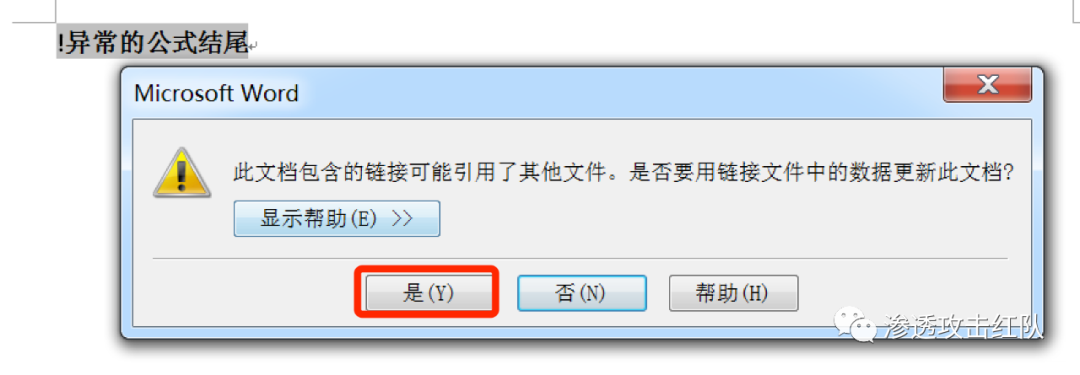 !异常的公式结尾
Microsoft Word
此文档包含的链接可能引用了其他文件。是否要用链接文件中的数据更新此文档?
显示帮助(E) >>
是(Y) 否(N) 帮助(H)
渗透攻击红队